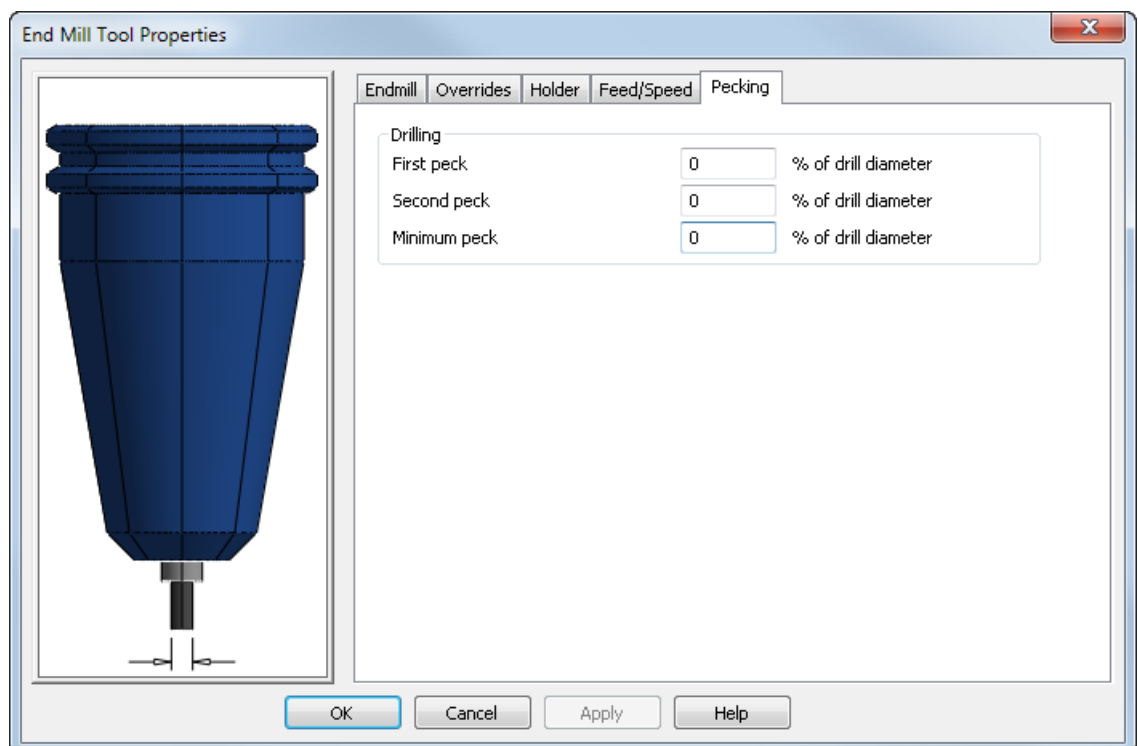 End Mill Tool Properties
Endmill Overrides Holder Feed/Speed Pecking
Drilling
First peck 0 % of drill diameter
Second peck 0 % of drill diameter
Minimum peck 0 % of drill diameter
OK Cancel Apply Help